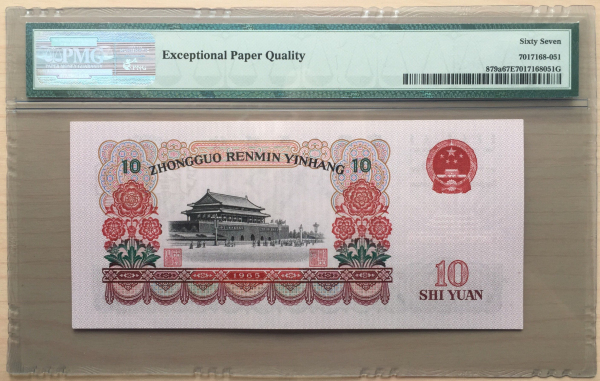 PMG
Exceptional Paper Quality
Sixty Seven
7017168-051
879a67E7017168051G
10 ZHONGGUO RENMIN YINHANG 10
1965
10
SHI YUAN